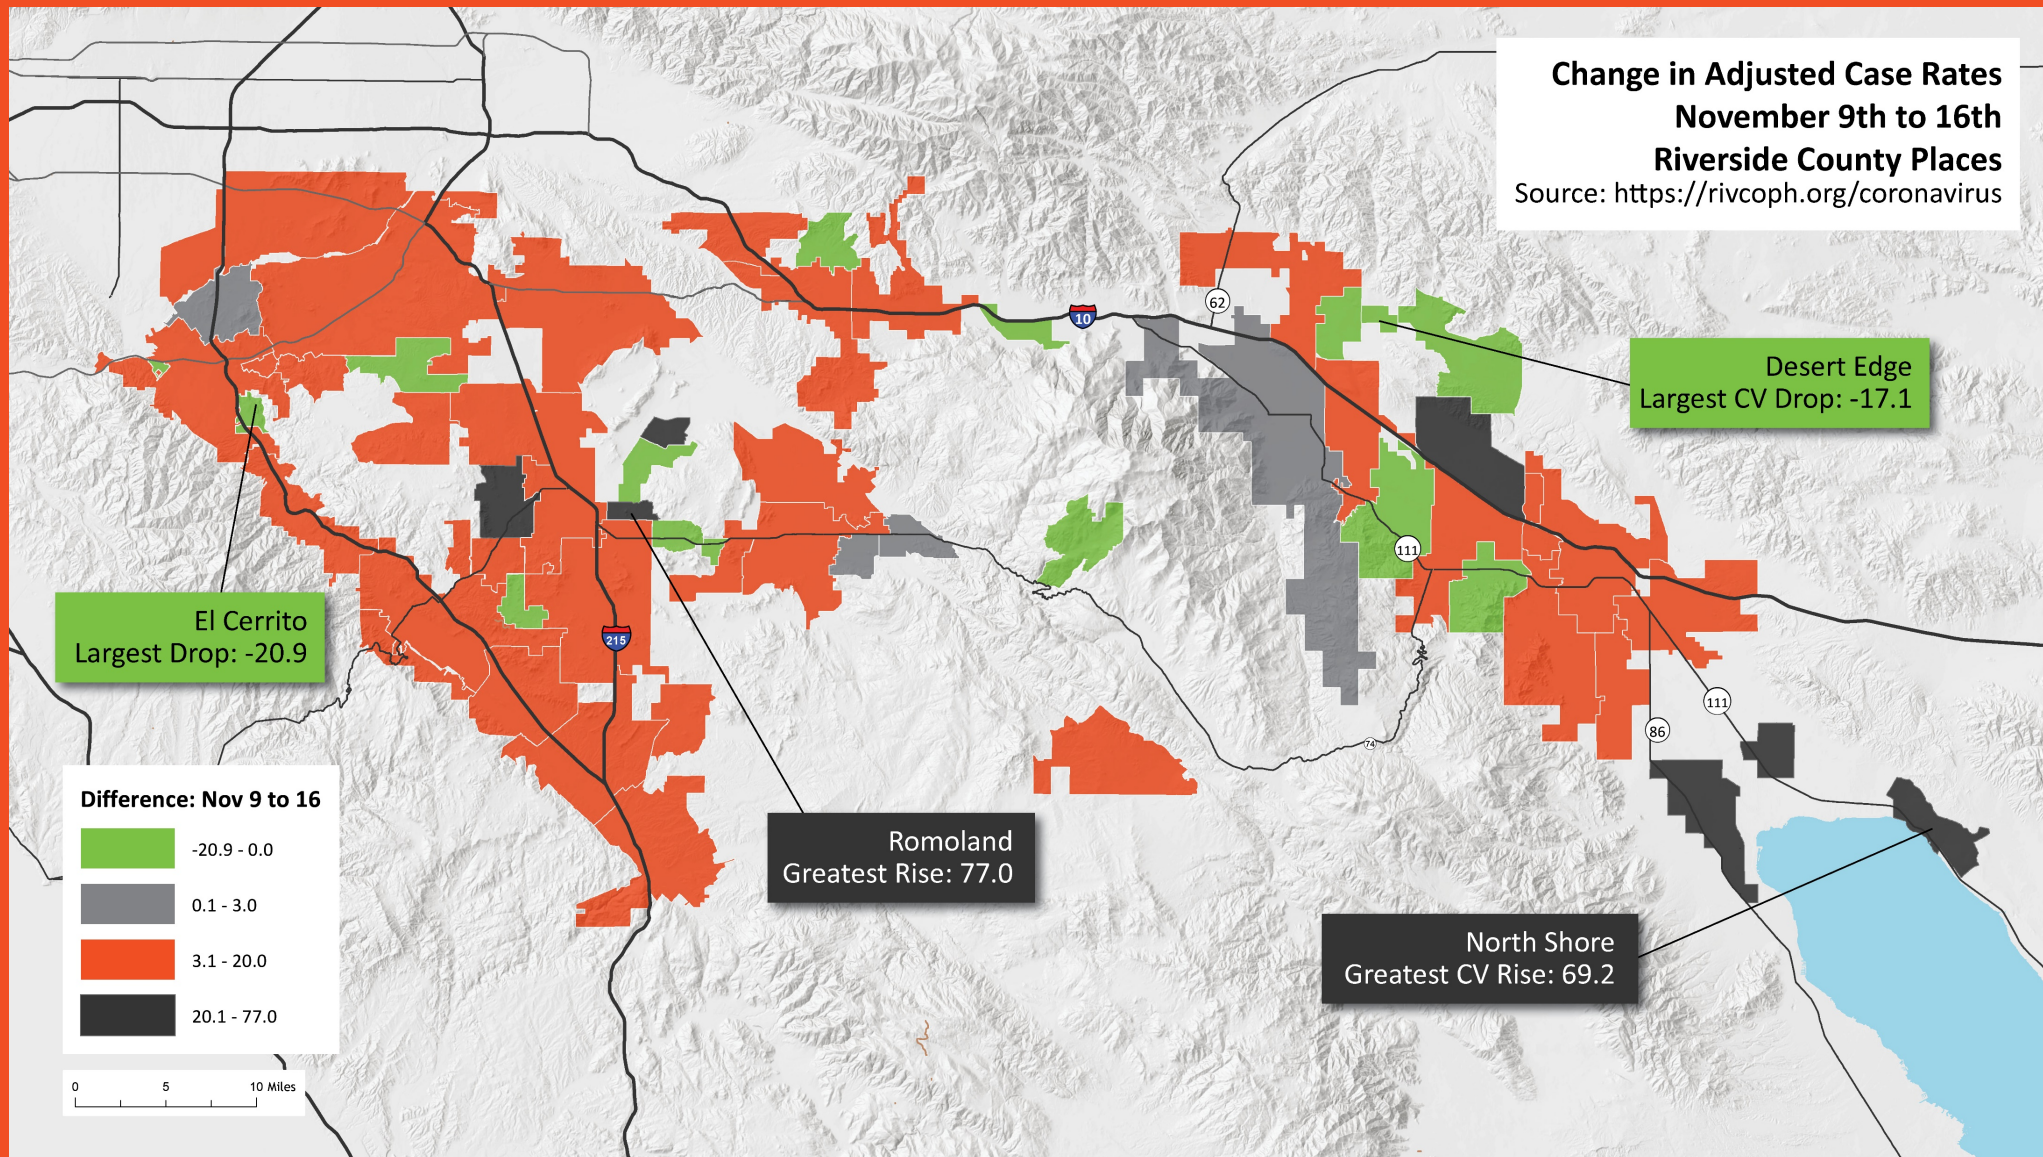 Change in Adjusted Case Rates
November 9th to 16th
Riverside County Places
Source: https://rivcoph.org/coronavirus
62
10
Desert Edge
Largest CV Drop: -17.1
111
El Cerrito
Largest Drop: -20.9
215
111
86
74
Difference: Nov 9 to 16
-20.9 - 0.0
0.1 - 3.0
3.1 - 20.0
20.1 - 77.0
Romoland
Greatest Rise: 77.0
North Shore
Greatest CV Rise: 69.2
0 5 10 Miles